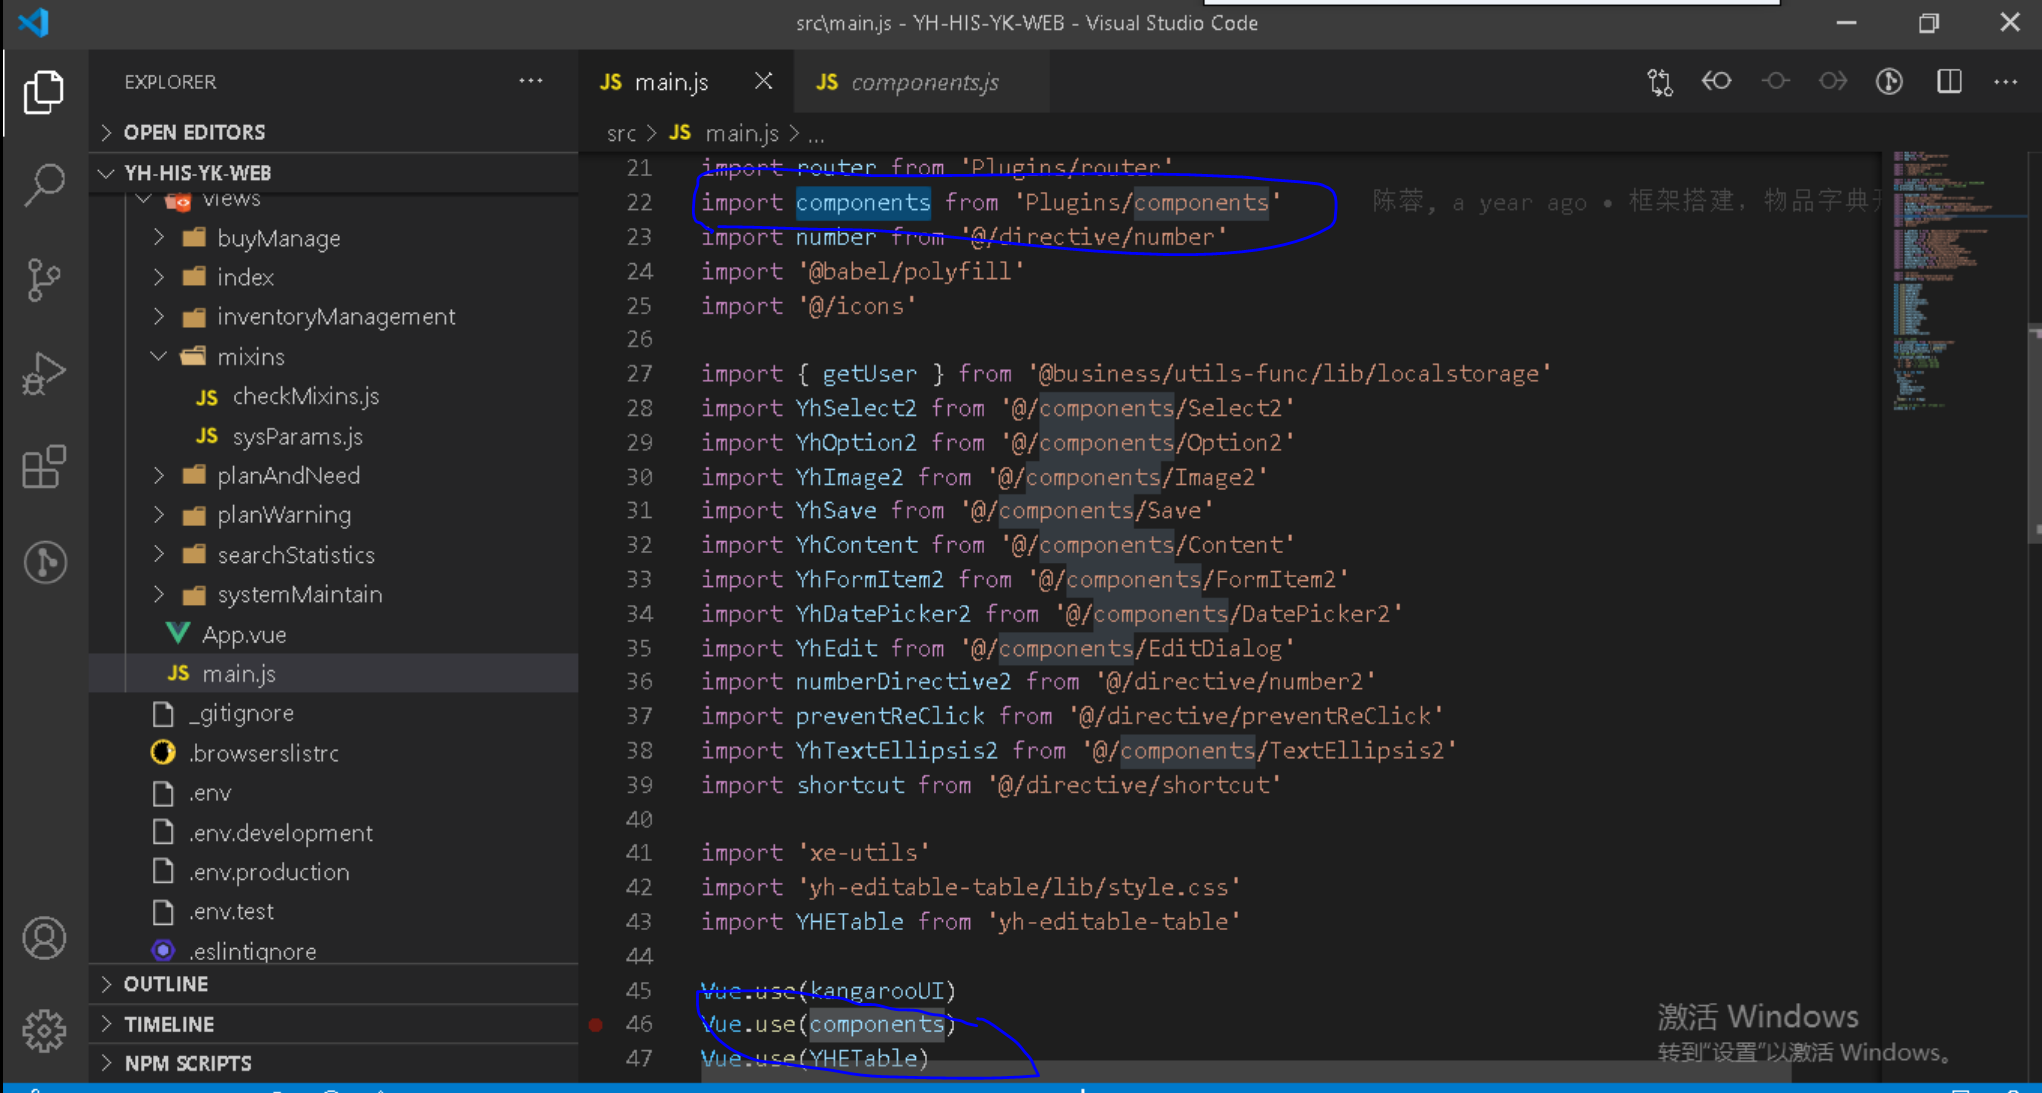 src\main.js - YH-HIS-YK-WEB - Visual Studio Code
EXPLORER
OPEN EDITORS
YH-HIS-YK-WEB
views
buyManage
index
inventoryManagement
mixins
JS checkMixins.js
JS sysParams.js
planAndNeed
planWarning
searchStatistics
systemMaintain
App.vue
JS main.js
_gitignore
.browserslistrc
.env
.env.development
.env.production
.env.test
.eslintignore
OUTLINE
TIMELINE
NPM SCRIPTS
JS main.js
JS components.js
src > JS main.js > ...
21 import router from 'Plugins/router'
22 import components from 'Plugins/components' 陈蓉, a year ago • 框架搭建, 物品字典
23 import number from '@/directive/number'
24 import '@babel/polyfill'
25 import '@/icons'
26
27 import { getUser } from '@business/utils-func/lib/localstorage'
28 import YhSelect2 from '@/components/Select2'
29 import YhOption2 from '@/components/Option2'
30 import YhImage2 from '@/components/Image2'
31 import YhSave from '@/components/Save'
32 import YhContent from '@/components/Content'
33 import YhFormItem2 from '@/components/FormItem2'
34 import YhDatePicker2 from '@/components/DatePicker2'
35 import YhEdit from '@/components/EditDialog'
36 import numberDirective2 from '@/directive/number2'
37 import preventReClick from '@/directive/preventReClick'
38 import YhTextEllipsis2 from '@/components/TextEllipsis2'
39 import shortcut from '@/directive/shortcut'
40
41 import 'xe-utils'
42 import 'yh-editable-table/lib/style.css'
43 import YHETable from 'yh-editable-table'
44
45 Vue.use(kangarooUI)
46 Vue.use(components)
47 Vue.use(YHETable)
激活 Windows
转到“设置”以激活 Windows。